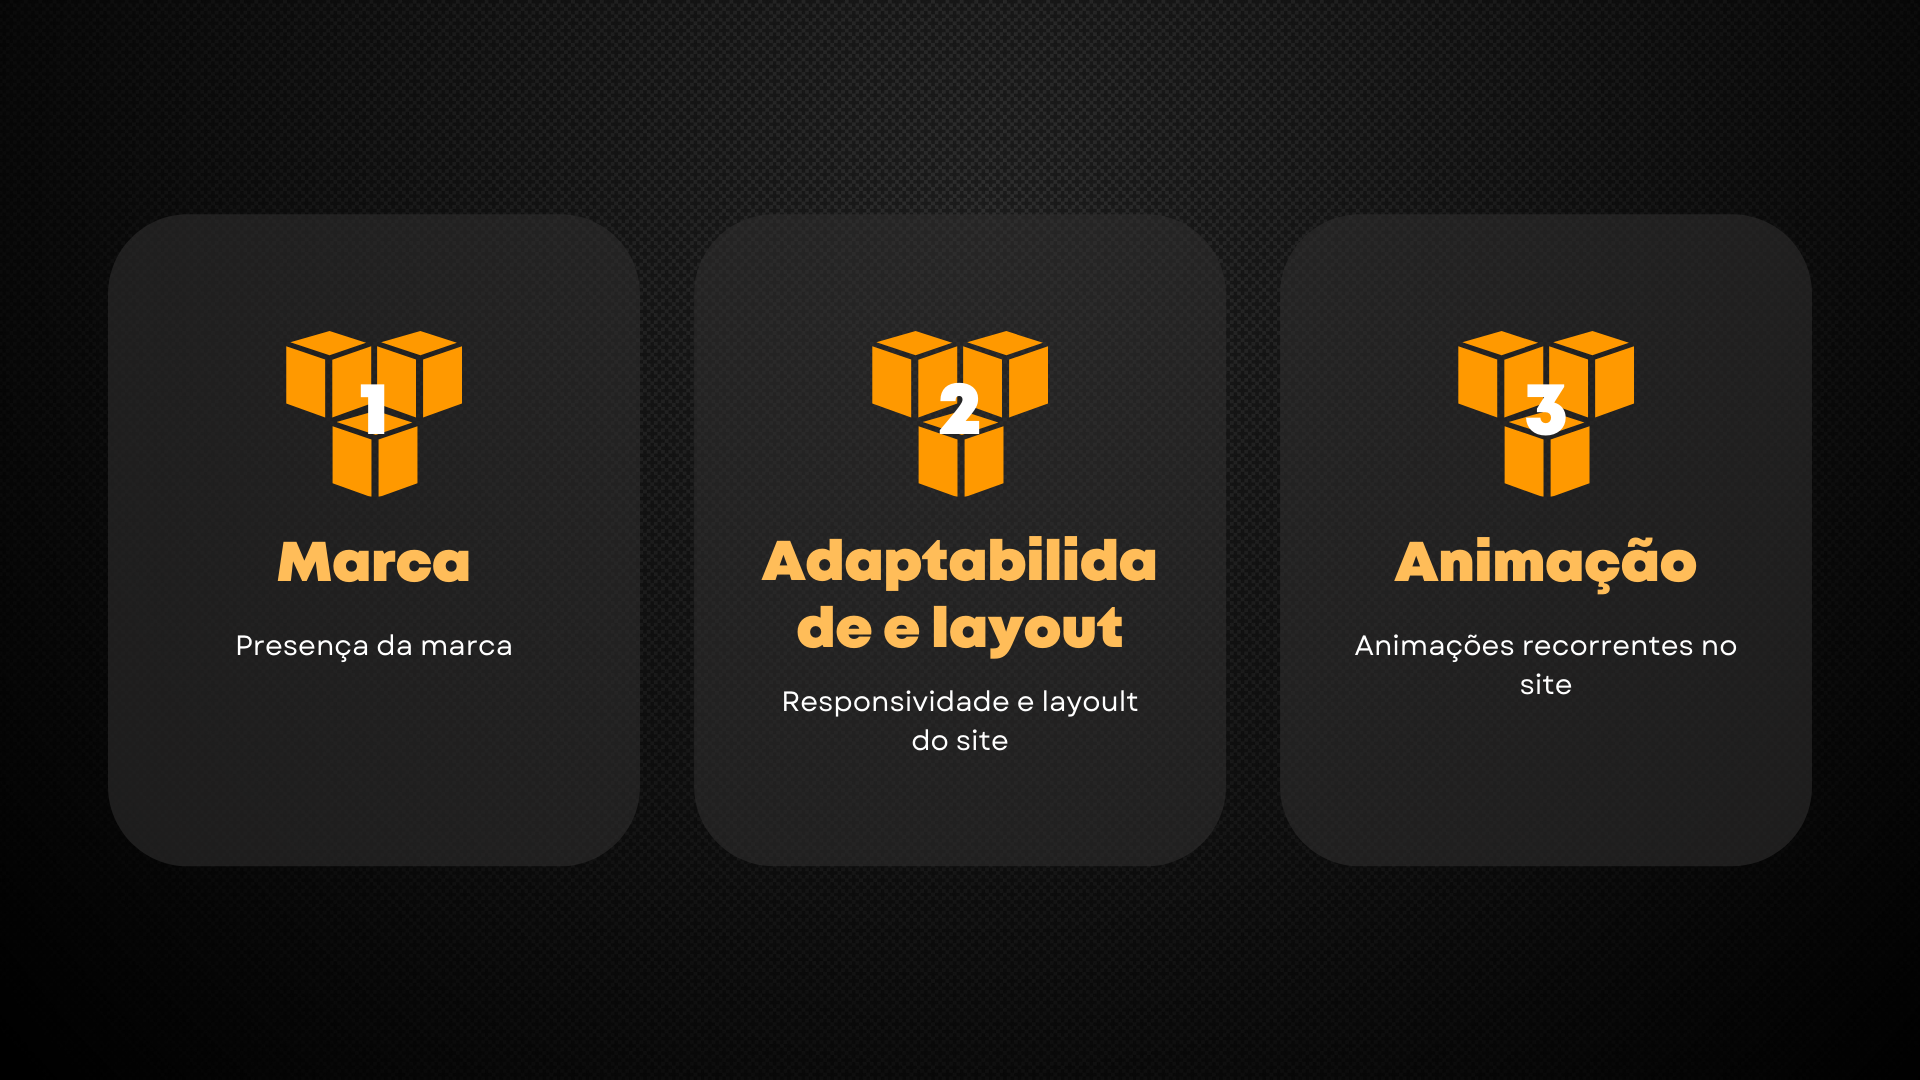 1
Marca
Presença da marca
2
Adaptabilida
de e layout
Responsividade e layoult
do site
3
Animação
Animações recorrentes no
site